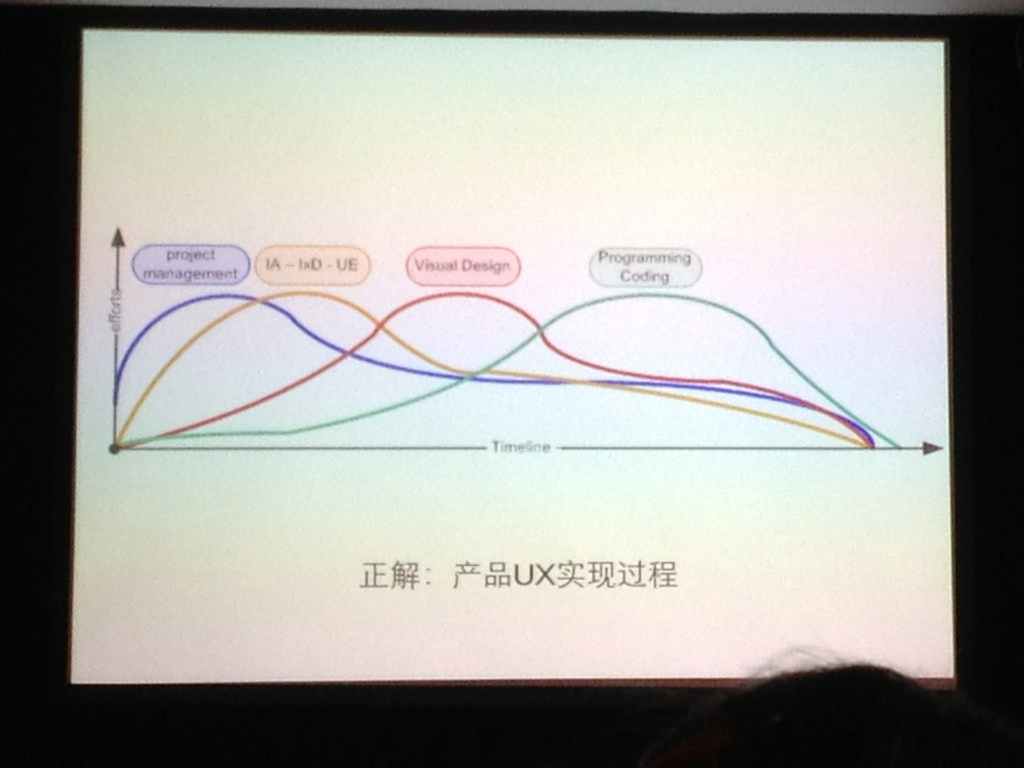 project
management
IA – IxD - UE
Visual Design
Programming
Coding
efforts
Timeline
正解：产品UX实现过程